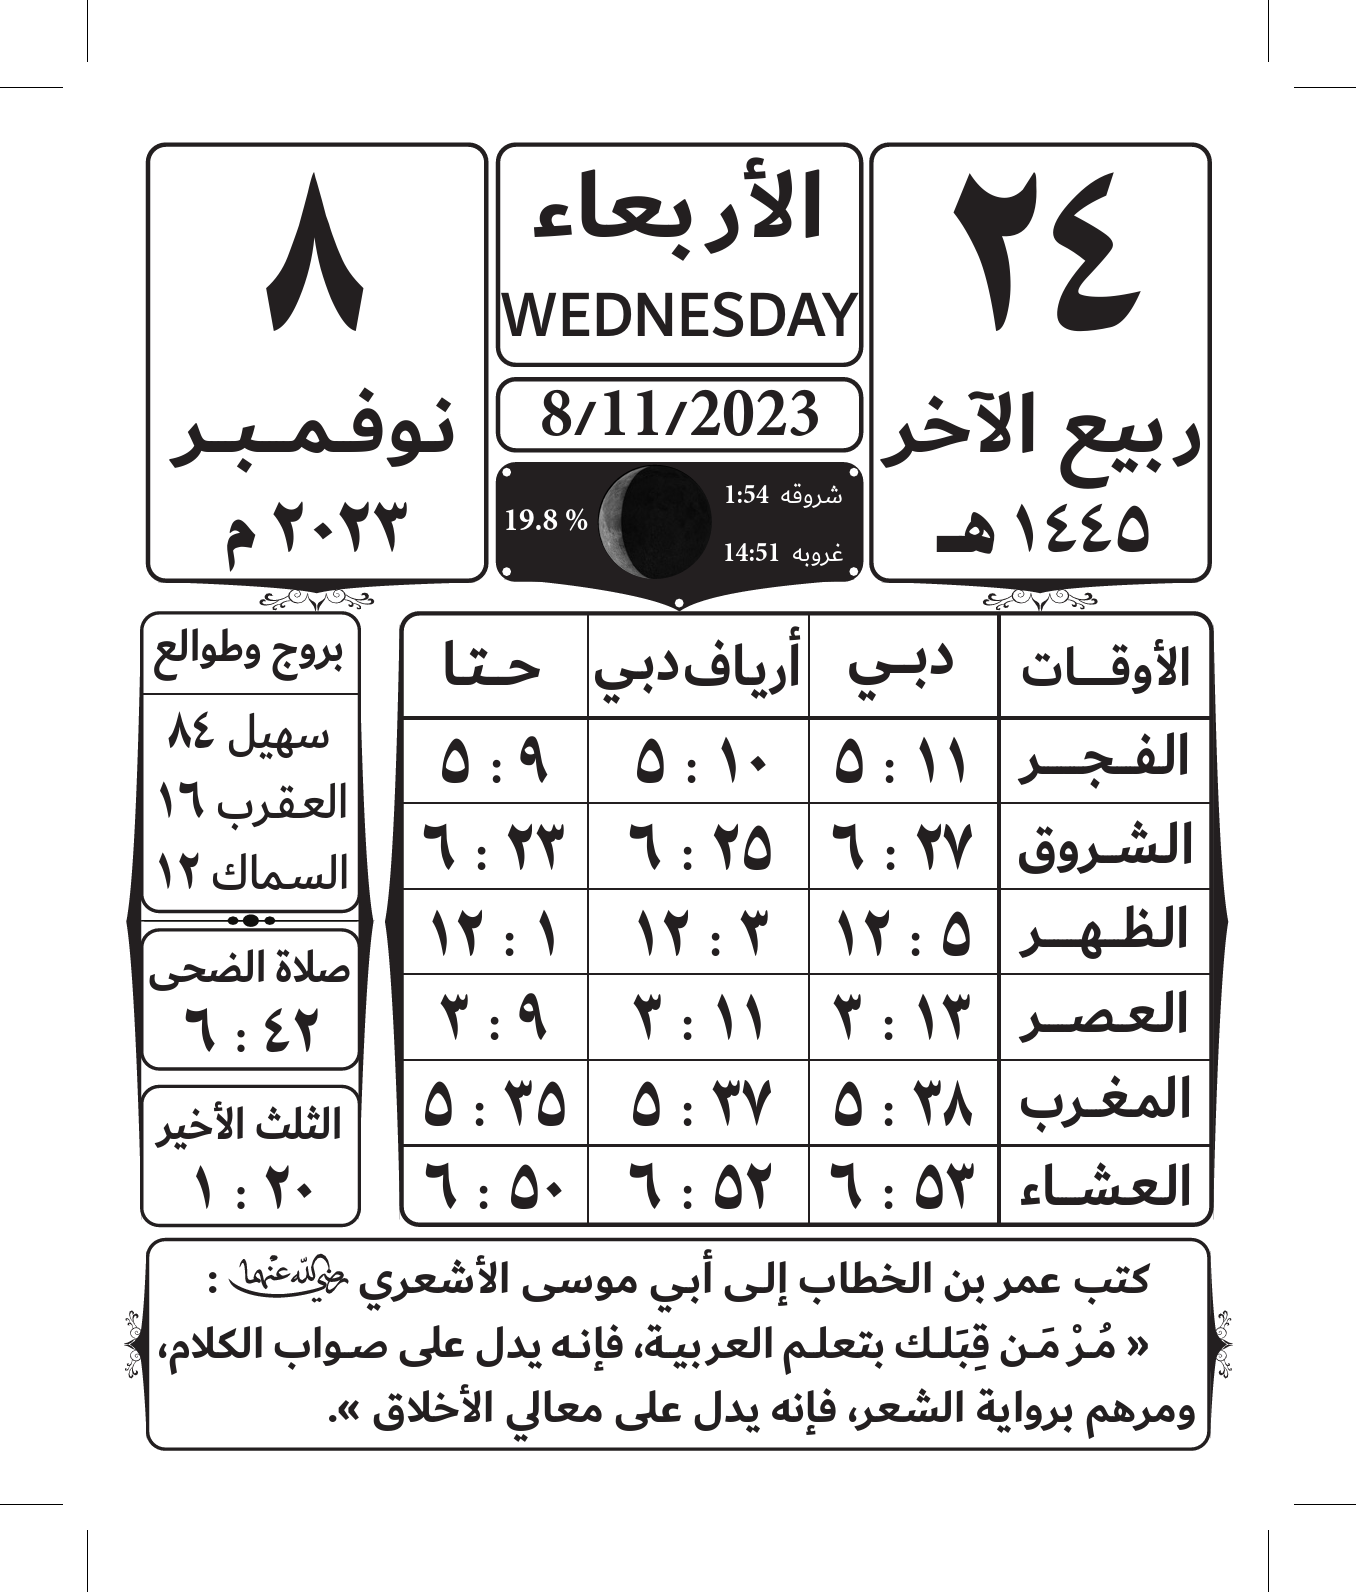 ٢٤
ربيع الآخر
١٤٤٥ هـ
الأربعاء
WEDNESDAY
8/11/2023
شروقه 1:54
غروبه 14:51
19.8 %
٨
نوفمبر
٢٠٢٣ م
الأوقات دبي أرياف دبي حتا
الفجر ١١ : ٥ ١٠ : ٥ ٩ : ٥
الشروق ٢٧ : ٦ ٢٥ : ٦ ٢٣ : ٦
الظهر ٥ : ١٢ ٣ : ١٢ ١ : ١٢
العصر ١٣ : ٣ ١١ : ٣ ٩ : ٣
المغرب ٣٨ : ٥ ٣٧ : ٥ ٣٥ : ٥
العشاء ٥٣ : ٦ ٥٢ : ٦ ٥٠ : ٦
بروج وطوالع
سهيل ٨٤
العقرب ١٦
السماك ١٢
صلاة الضحى
٤٢ : ٦
الثلث الأخير
٢٠ : ١
كتب عمر بن الخطاب إلى أبي موسى الأشعري رضي الله عنهما :
« مُرْ مَن قِبَلك بتعلم العربية، فإنه يدل على صواب الكلام،
ومرهم برواية الشعر، فإنه يدل على معالي الأخلاق ».